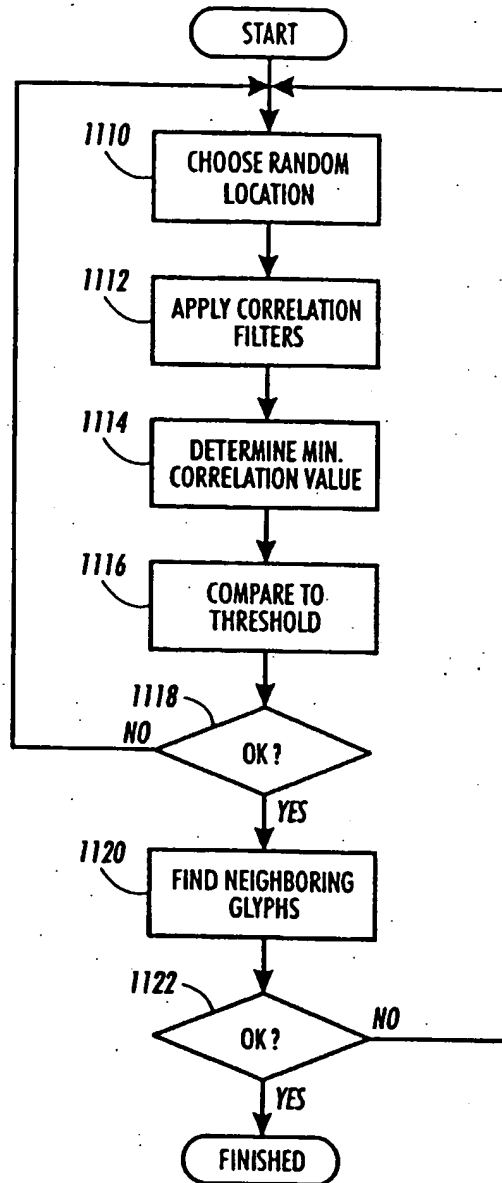 START
1110
CHOOSE RANDOM
LOCATION
1112
APPLY CORRELATION
FILTERS
1114
DETERMINE MIN.
CORRELATION VALUE
1116
COMPARE TO
THRESHOLD
1118
NO
OK?
YES
1120
FIND NEIGHBORING
GLYPHS
1122
OK?
NO
YES
FINISHED